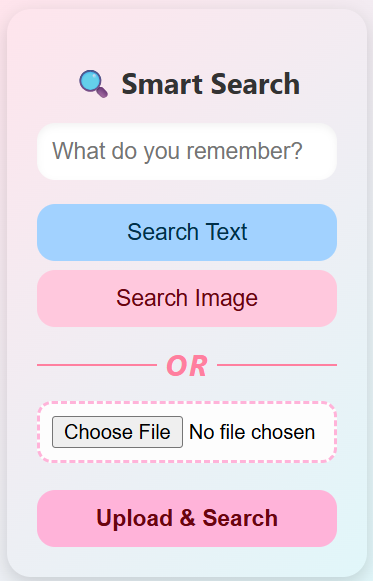 Smart Search
What do you remember?
Search Text
Search Image
OR
Choose File No file chosen
Upload & Search